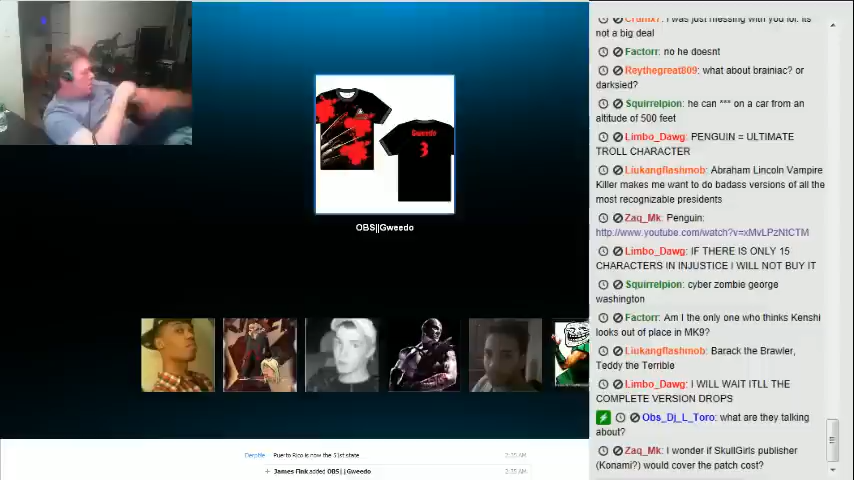 Gweedo
3
OBS||Gweedo
Derptile Puerto Rico is now the 51st state 2:35 AM
James Fink added OBS||Gweedo 2:35 AM
I was just messing with you lol. its
not a big deal
Factorr: no he doesnt
Reythegreat809: what about brainiac? or
darksied?
Squirrelpion: he can *** on a car from an
altitude of 500 feet
Limbo_Dawg: PENGUIN = ULTIMATE
TROLL CHARACTER
Liukangflashmob: Abraham Lincoln Vampire
Killer makes me want to do badass versions of all the
most recognizable presidents
Zaq_Mk: Penguin:
http://www.youtube.com/watch?v=xMvLPzNtCTM
Limbo_Dawg: IF THERE IS ONLY 15
CHARACTERS IN INJUSTICE I WILL NOT BUY IT
Squirrelpion: cyber zombie george
washington
Factorr: Am I the only one who thinks Kenshi
looks out of place in MK9?
Liukangflashmob: Barack the Brawler,
Teddy the Terrible
Limbo_Dawg: I WILL WAIT ITLL THE
COMPLETE VERSION DROPS
Obs_Dj_L_Toro: what are they talking
about?
Zaq_Mk: I wonder if SkullGirls publisher
(Konami?) would cover the patch cost?